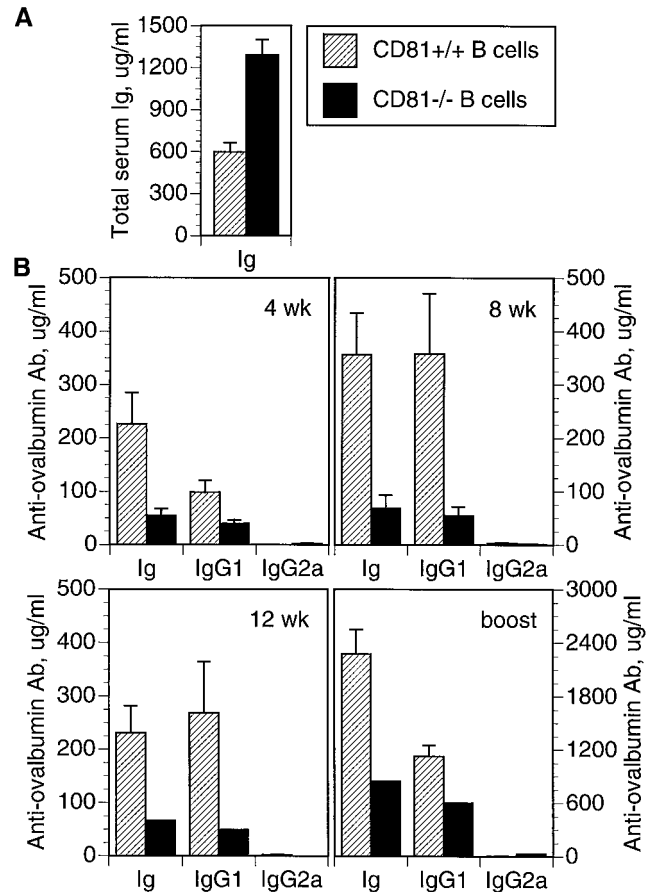 A
Total serum Ig, ug/ml
1500
1200
900
600
300
0
Ig
CD81+/+ B cells
CD81-/- B cells
B
Anti-ovalbumin Ab, ug/ml
500
400
300
200
100
0
4 wk
Ig IgG1 IgG2a
8 wk
500
400
300
200
100
0
Anti-ovalbumin Ab, ug/ml
Ig IgG1 IgG2a
Anti-ovalbumin Ab, ug/ml
500
400
300
200
100
0
12 wk
Ig IgG1 IgG2a
boost
3000
2400
1800
1200
600
0
Anti-ovalbumin Ab, ug/ml
Ig IgG1 IgG2a